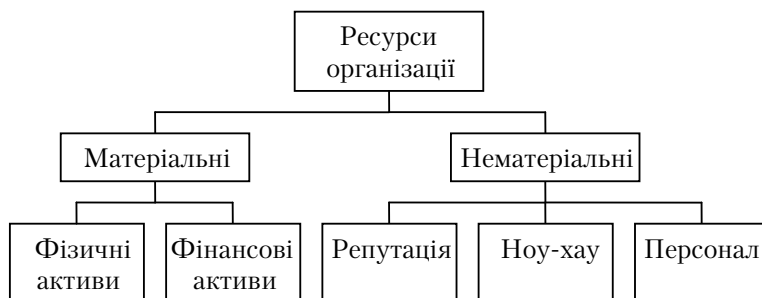 Ресурси
організації
Матеріальні
Нематеріальні
Фізичні
активи
Фінансові
активи
Репутація
Ноу-хау
Персонал